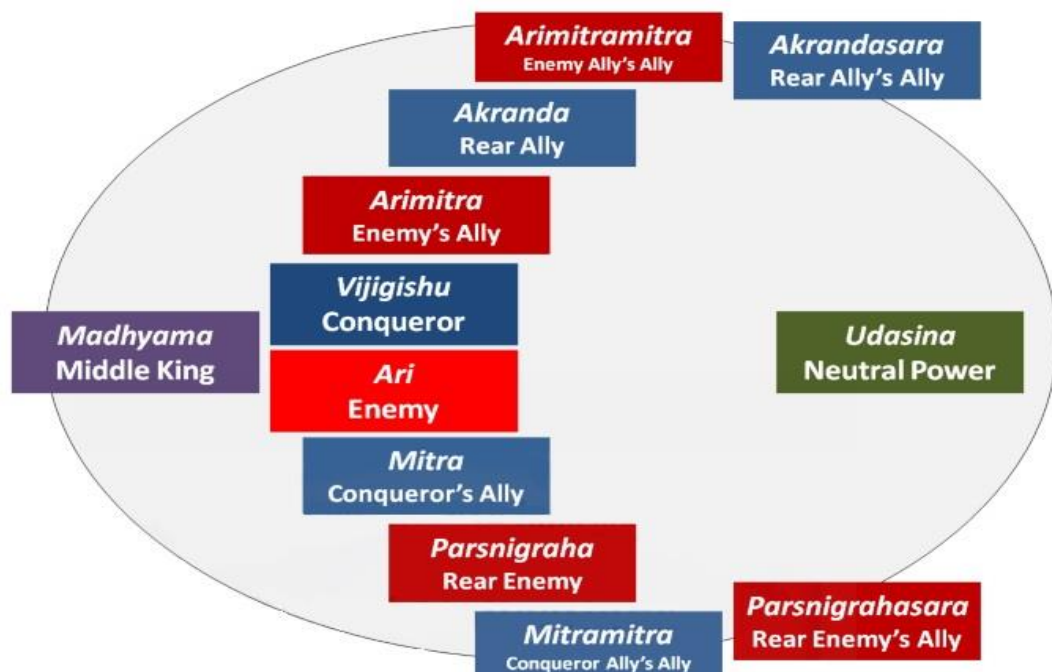 Arimitramitra
Enemy Ally's Ally
Akrandasara
Rear Ally's Ally
Akranda
Rear Ally
Arimitra
Enemy's Ally
Vijigishu
Conqueror
Madhyama
Middle King
Udasina
Neutral Power
Ari
Enemy
Mitra
Conqueror's Ally
Parsnigraha
Rear Enemy
Mitramitra
Conqueror Ally's Ally
Parsnigrahasara
Rear Enemy's Ally